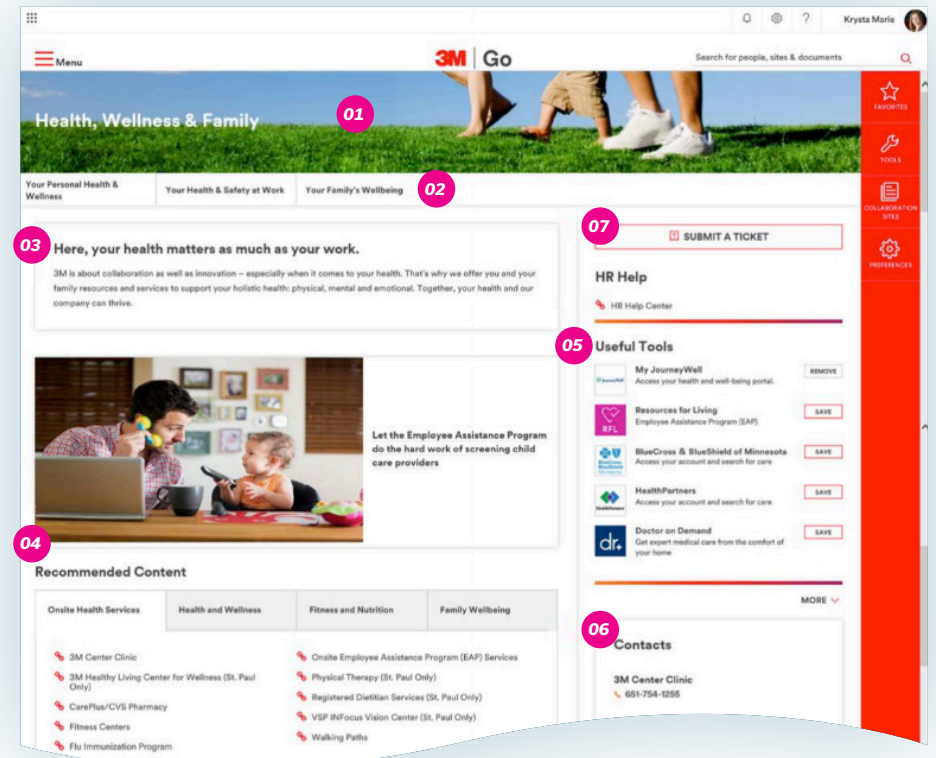 Krysta Marie
Menu
3M Go
Search for people, sites & documents
Health, Wellness & Family
01
FAVORITES
TOOLS
COLLABORATION
SITES
PREFERENCES
Your Personal Health &
Wellness
Your Health & Safety at Work
Your Family's Wellbeing
02
03
Here, your health matters as much as your work.
3M is about collaboration as well as innovation – especially when it comes to your health. That's why we offer you and your
family resources and services to support your holistic health: physical, mental and emotional. Together, your health and our
company can thrive.
Let the Employee Assistance Program
do the hard work of screening child
care providers
04
Recommended Content
Onsite Health Services
Health and Wellness
Fitness and Nutrition
Family Wellbeing
3M Center Clinic
3M Healthy Living Center for Wellness (St. Paul
Only)
CarePlus/CVS Pharmacy
Fitness Centers
Flu Immunization Program
Onsite Employee Assistance Program (EAP) Services
Physical Therapy (St. Paul Only)
Registered Dietitian Services (St. Paul Only)
VSP INFocus Vision Center (St. Paul Only)
Walking Paths
07
SUBMIT A TICKET
HR Help
HR Help Center
05
Useful Tools
My JourneyWell
Access your health and well-being portal.
REMOVE
RFL
Resources for Living
Employee Assistance Program (EAP)
SAVE
BlueCross & BlueShield of Minnesota
Access your account and search for care
SAVE
HealthPartners
HealthPartners
Access your account and search for care
SAVE
dr+
Doctor on Demand
Get expert medical care from the comfort of
your home
SAVE
MORE
06
Contacts
3M Center Clinic
651-754-1255